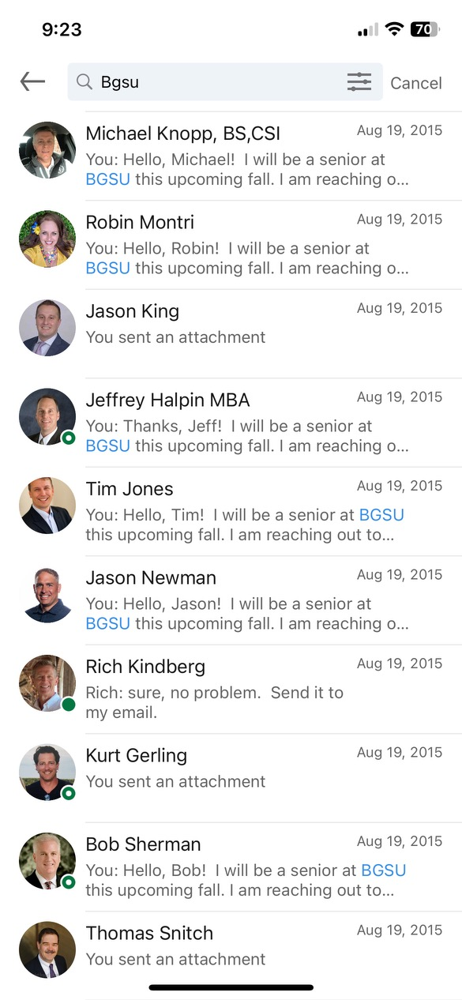 9:23
70
Bgsu
Cancel
Michael Knopp, BS,CSI
Aug 19, 2015
You: Hello, Michael!  I will be a senior at
BGSU this upcoming fall. I am reaching o...
Robin Montri
Aug 19, 2015
You: Hello, Robin!  I will be a senior at
BGSU this upcoming fall. I am reaching o...
Jason King
Aug 19, 2015
You sent an attachment
Jeffrey Halpin MBA
Aug 19, 2015
You: Thanks, Jeff!  I will be a senior at
BGSU this upcoming fall. I am reaching o...
Tim Jones
Aug 19, 2015
You: Hello, Tim!  I will be a senior at BGSU
this upcoming fall. I am reaching out to...
Jason Newman
Aug 19, 2015
You: Hello, Jason!  I will be a senior at
BGSU this upcoming fall. I am reaching o...
Rich Kindberg
Aug 19, 2015
Rich: sure, no problem.  Send it to
my email.
Kurt Gerling
Aug 19, 2015
You sent an attachment
Bob Sherman
Aug 19, 2015
You: Hello, Bob!  I will be a senior at BGSU
this upcoming fall. I am reaching out to...
Thomas Snitch
Aug 19, 2015
You sent an attachment